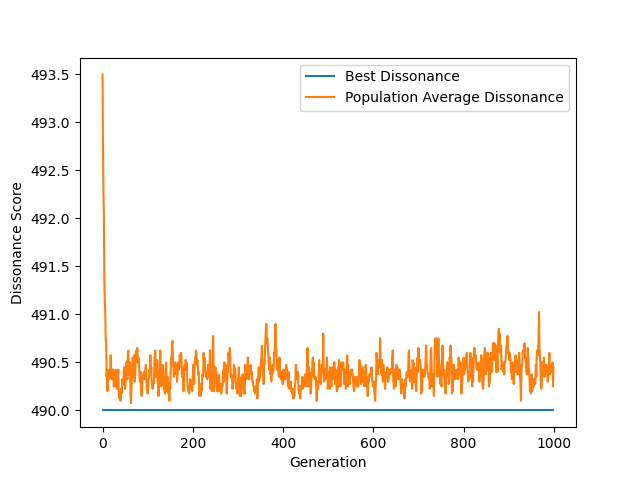 Best Dissonance
Population Average Dissonance
493.5
493.0
492.5
492.0
491.5
491.0
490.5
490.0
Dissonance Score
0 200 400 600 800 1000
Generation